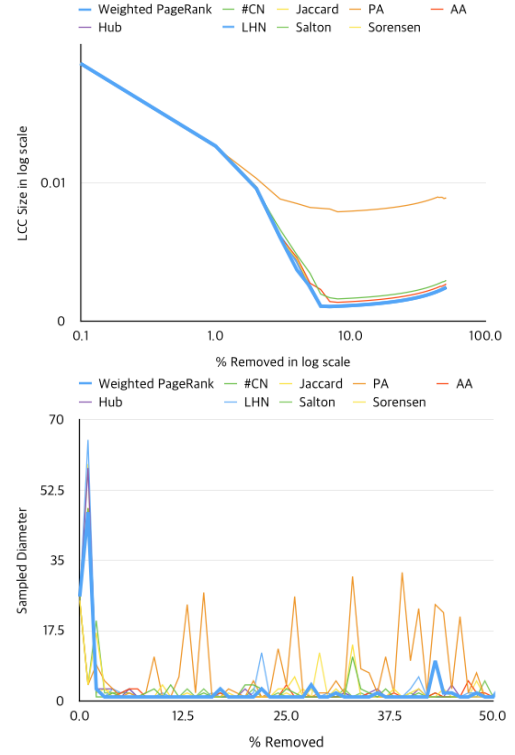 Weighted PageRank #CN Jaccard PA AA
Hub LHN Salton Sorensen
LCC Size in log scale
0.01
0
0.1 1.0 10.0 100.0
% Removed in log scale
Weighted PageRank #CN Jaccard PA AA
Hub LHN Salton Sorensen
Sampled Diameter
70
52.5
35
17.5
0
0.0 12.5 25.0 37.5 50.0
% Removed